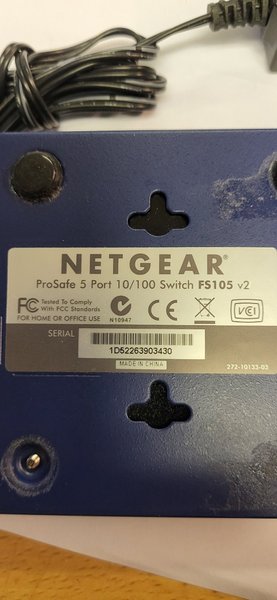 NETGEAR®
ProSafe 5 Port 10/100 Switch FS105 v2
FC Tested To Comply
With FCC Standards
FOR HOME OR OFFICE USE
N10947
CE
VCI
SERIAL
1D52263903430
MADE IN CHINA
272-10133-03